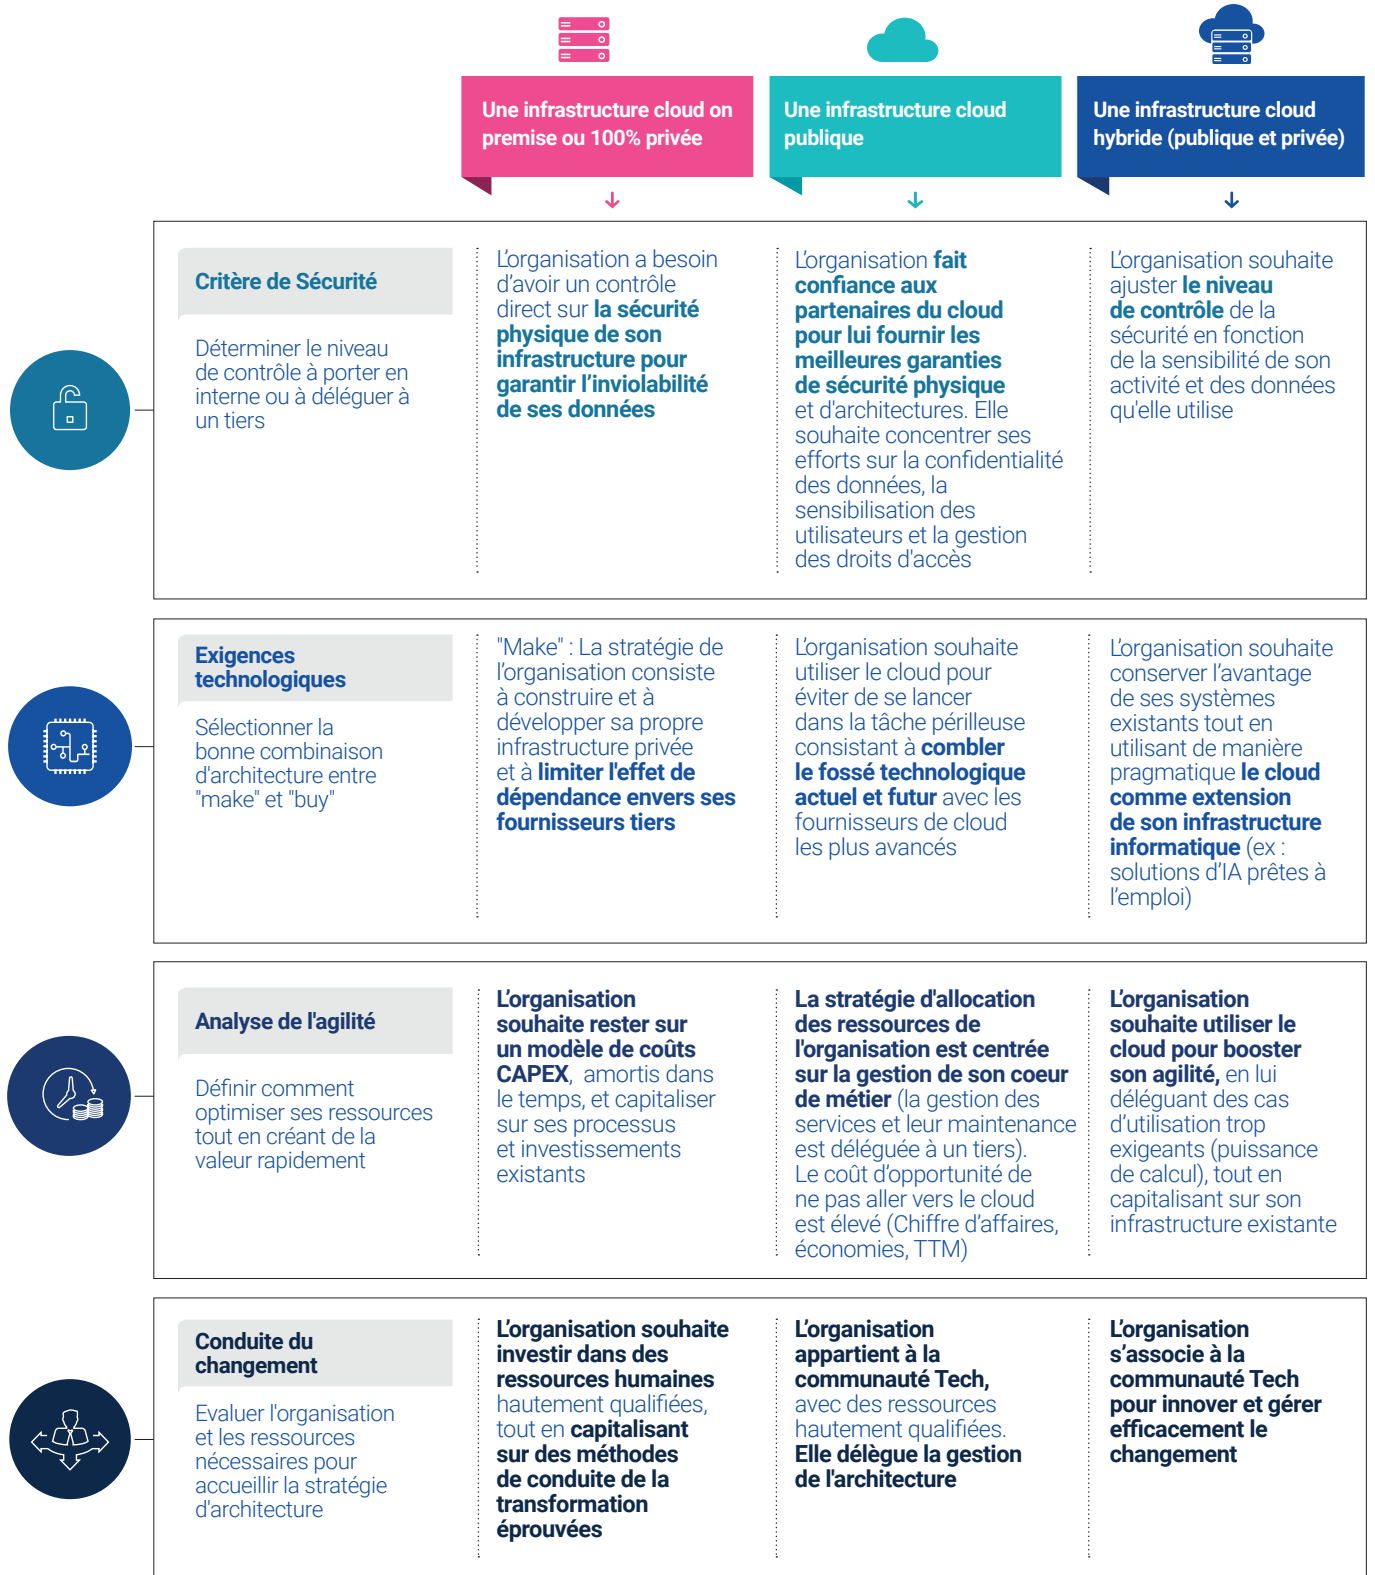 Une infrastructure cloud on
premise ou 100% privée
Une infrastructure cloud
publique
Une infrastructure cloud
hybride (publique et privée)
Critère de Sécurité
Déterminer le niveau
de contrôle à porter en
interne ou à déléguer à
un tiers
L'organisation a besoin
d'avoir un contrôle
direct sur la sécurité
physique de son
infrastructure pour
garantir l'inviolabilité
de ses données
L'organisation fait
confiance aux
partenaires du cloud
pour lui fournir les
meilleures garanties
de sécurité physique
et d'architectures. Elle
souhaite concentrer ses
efforts sur la confidentialité
des données, la
sensibilisation des
utilisateurs et la gestion
des droits d'accès
L'organisation souhaite
ajuster le niveau
de contrôle de la
sécurité en fonction
de la sensibilité de son
activité et des données
qu'elle utilise
Exigences
technologiques
Sélectionner la
bonne combinaison
d'architecture entre
"make" et "buy"
"Make" : La stratégie de
l'organisation consiste
à construire et à
développer sa propre
infrastructure privée
et à limiter l'effet de
dépendance envers ses
fournisseurs tiers
L'organisation souhaite
utiliser le cloud pour
éviter de se lancer
dans la tâche périlleuse
consistant à combler
le fossé technologique
actuel et futur avec les
fournisseurs de cloud
les plus avancés
L'organisation souhaite
conserver l'avantage
de ses systèmes
existants tout en
utilisant de manière
pragmatique le cloud
comme extension
de son infrastructure
informatique (ex :
solutions d'IA prêtes à
l'emploi)
Analyse de l'agilité
Définir comment
optimiser ses ressources
tout en créant de la
valeur rapidement
L'organisation
souhaite rester sur
un modèle de coûts
CAPEX, amortis dans
le temps, et capitaliser
sur ses processus
et investissements
existants
La stratégie d'allocation
des ressources de
l'organisation est centrée
sur la gestion de son coeur
de métier (la gestion des
services et leur maintenance
est déléguée à un tiers).
Le coût d'opportunité de
ne pas aller vers le cloud
est élevé (Chiffre d'affaires,
économies, TTM)
L'organisation
souhaite utiliser le
cloud pour booster
son agilité, en lui
déléguant des cas
d'utilisation trop
exigeants (puissance
de calcul), tout en
capitalisant sur son
infrastructure existante
Conduite du
changement
Evaluer l'organisation
et les ressources
nécessaires pour
accueillir la stratégie
d'architecture
L'organisation souhaite
investir dans des
ressources humaines
hautement qualifiées,
tout en capitalisant
sur des méthodes
de conduite de la
transformation
éprouvées
L'organisation
appartient à la
communauté Tech,
avec des ressources
hautement qualifiées.
Elle délègue la gestion
de l'architecture
L'organisation
s'associe à la
communauté Tech
pour innover et gérer
efficacement le
changement